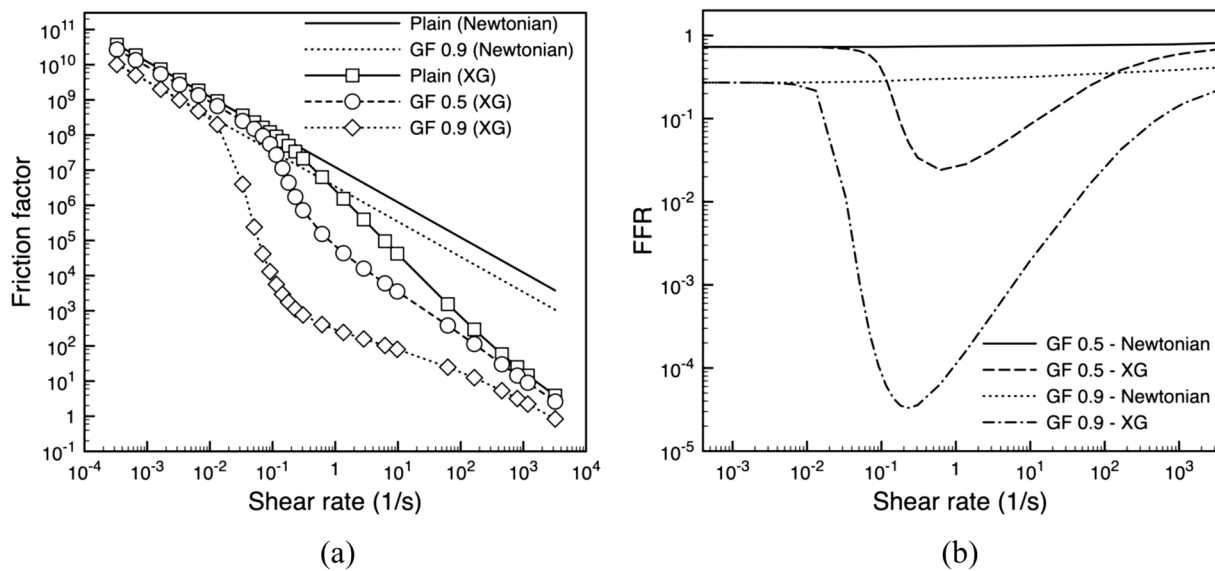 (a)
Friction factor
10^11
10^10
10^9
10^8
10^7
10^6
10^5
10^4
10^3
10^2
10^1
1
10^-1
10^-4
10^-3
10^-2
10^-1
1
10^1
10^2
10^3
10^4
Shear rate (1/s)
Plain (Newtonian)
GF 0.9 (Newtonian)
Plain (XG)
GF 0.5 (XG)
GF 0.9 (XG)
(b)
FFR
1
10^-1
10^-2
10^-3
10^-4
10^-5
10^-3
10^-2
10^-1
1
10^1
10^2
10^3
Shear rate (1/s)
GF 0.5 - Newtonian
GF 0.5 - XG
GF 0.9 - Newtonian
GF 0.9 - XG